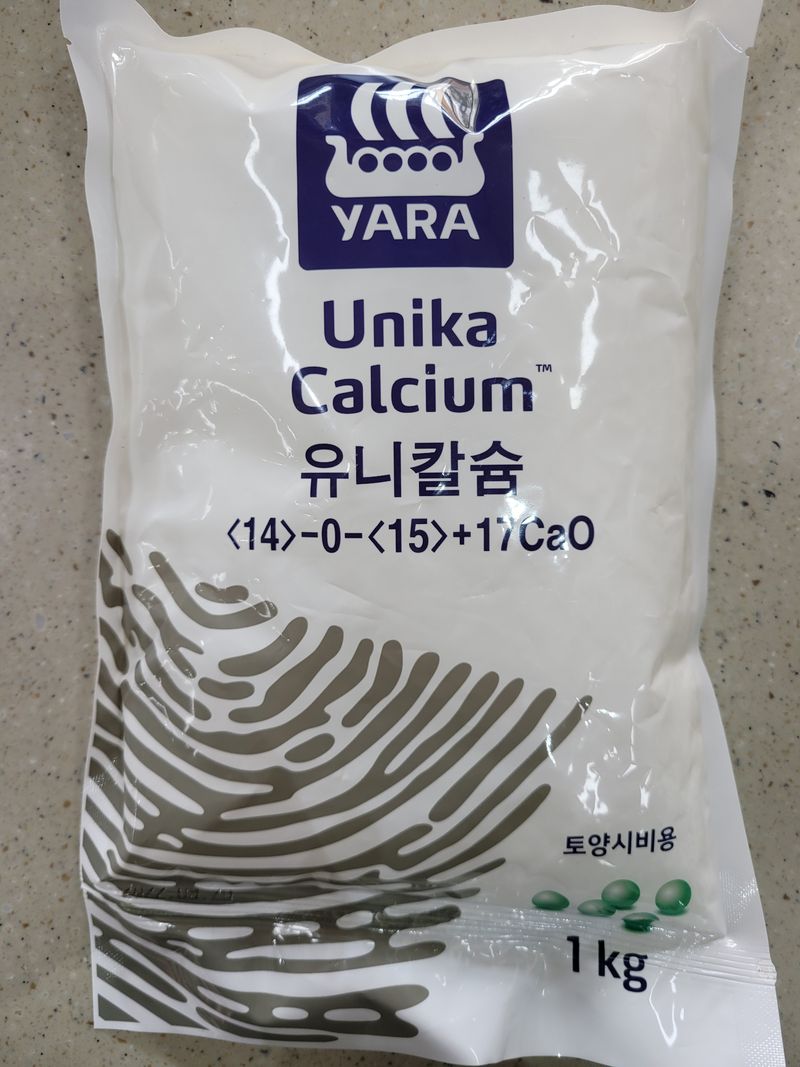 YARA
Unika
Calcium™
유니칼슘
<14>-0-<15>+17CaO
토양시비용
1 kg